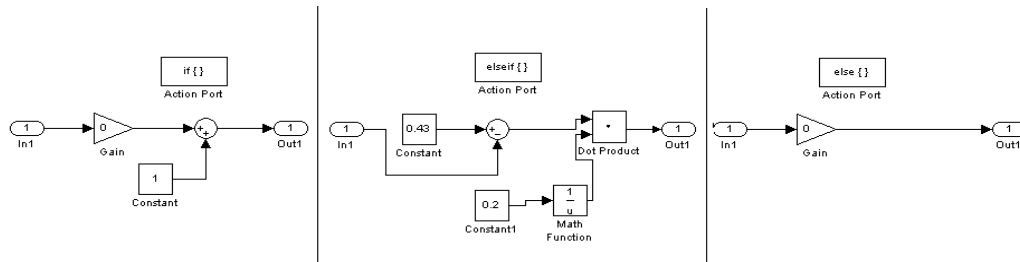 if { }
Action Port
1
In1
0
Gain
+
+
1
Out1
1
Constant
elseif { }
Action Port
1
In1
0.43
Constant
+
−
Dot Product
1
Out1
0.2
Constant1
1
u
Math
Function
else { }
Action Port
1
In1
0
Gain
1
Out1